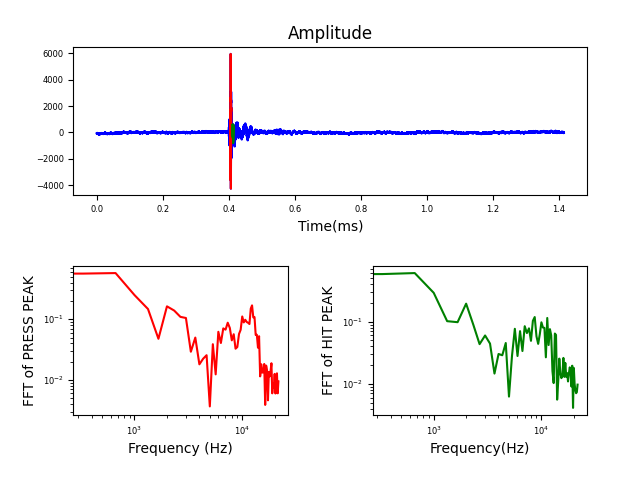 Amplitude
6000
4000
2000
0
−2000
−4000
0.0 0.2 0.4 0.6 0.8 1.0 1.2 1.4
Time(ms)
FFT of PRESS PEAK
10⁻¹
10⁻²
10³ 10⁴
Frequency (Hz)
FFT of HIT PEAK
10⁻¹
10⁻²
10³ 10⁴
Frequency(Hz)